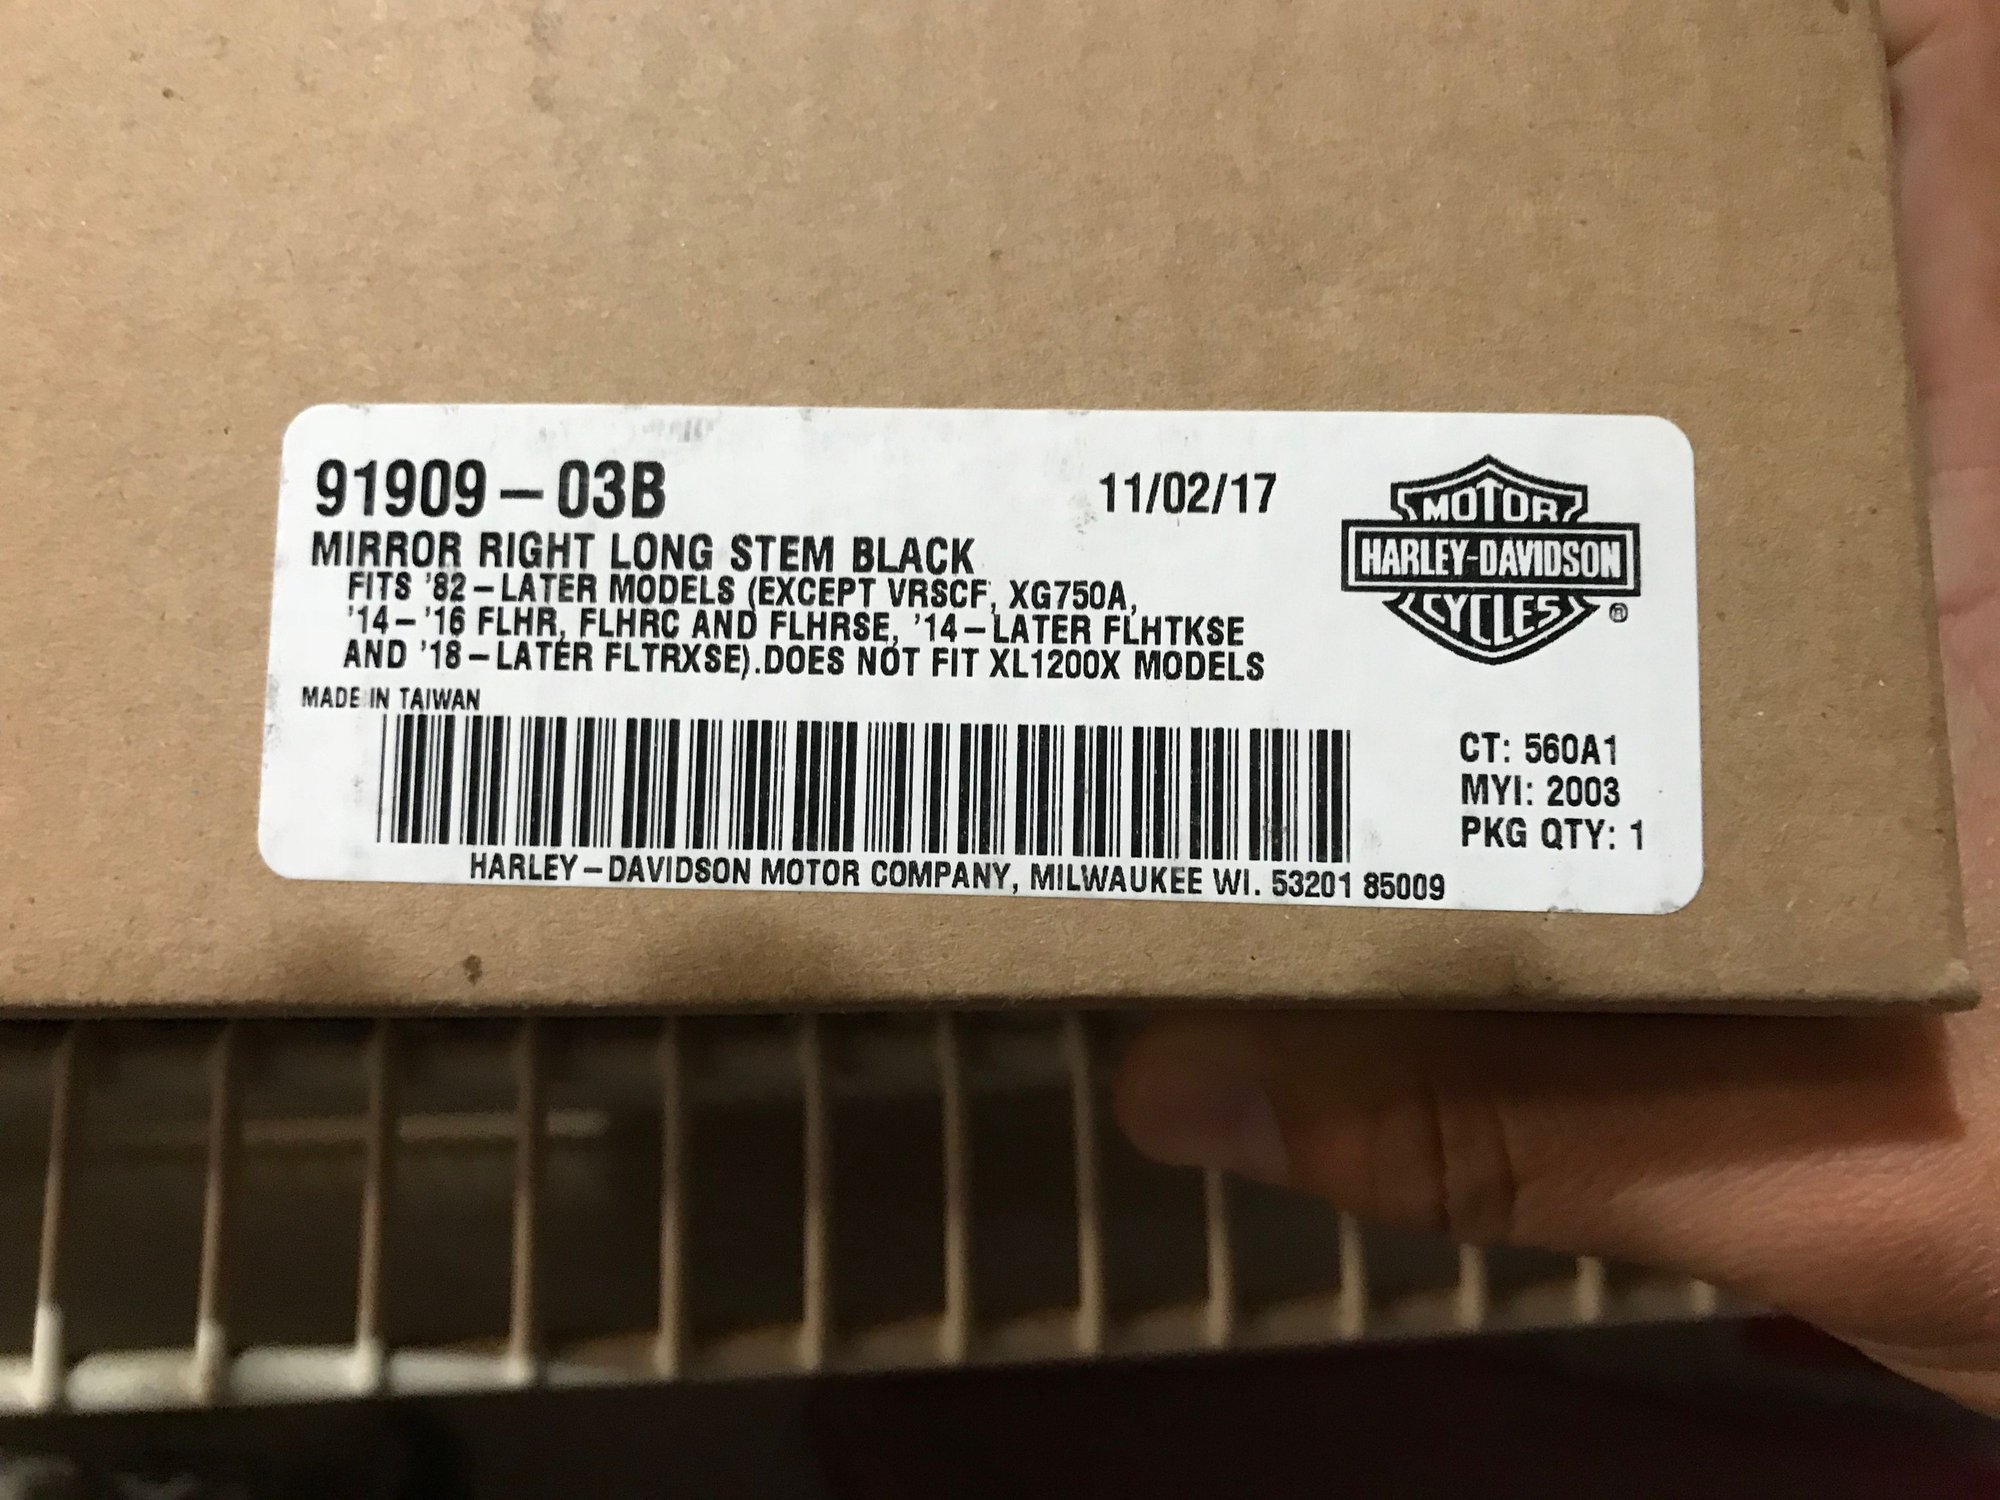 91909-03B
11/02/17
MIRROR RIGHT LONG STEM BLACK
FITS '82-LATER MODELS (EXCEPT VRSCF, XG750A,
'14-'16 FLHR, FLHRC AND FLHRSE, '14-LATER FLHTKSE
AND '18-LATER FLTRXSE).DOES NOT FIT XL1200X MODELS
MADE IN TAIWAN
MOTOR
HARLEY-DAVIDSON
CYCLES ®
CT: 560A1
MYI: 2003
PKG QTY: 1
HARLEY-DAVIDSON MOTOR COMPANY, MILWAUKEE WI. 53201 85009